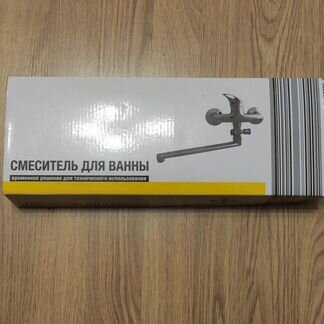 СМЕСИТЕЛЬ ДЛЯ ВАННЫ
временное решение для технического использования